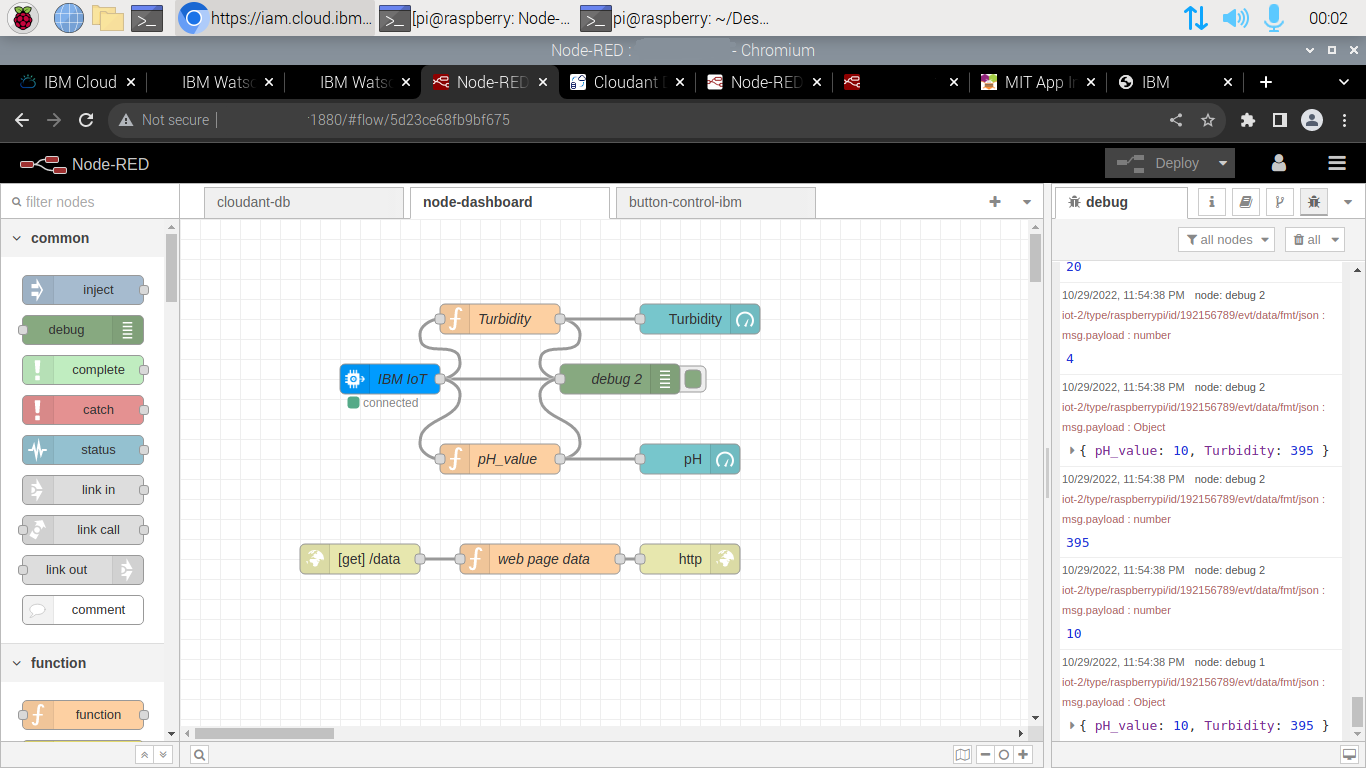 https://iam.cloud.ibm... [pi@raspberry: Node-... pi@raspberry: ~/Des... 00:02
Node-RED : - Chromium
IBM Cloud IBM Wats IBM Wats Node-RED Cloudant Node-RED MIT App In IBM
Not secure 1880/#flow/5d23ce68fb9bf675
Node-RED Deploy
filter nodes
cloudant-db node-dashboard button-control-ibm
debug
all nodes all
common
inject
debug
complete
catch
status
link in
link call
link out
comment
function
function
Turbidity Turbidity
IBM IoT debug 2
connected
pH_value pH
[get] /data web page data http
20
10/29/2022, 11:54:38 PM node: debug 2
iot-2/type/raspberrypi/id/192156789/evt/data/fmt/json :
msg.payload : number
4
10/29/2022, 11:54:38 PM node: debug 2
iot-2/type/raspberrypi/id/192156789/evt/data/fmt/json :
msg.payload : Object
{ pH_value: 10, Turbidity: 395 }
10/29/2022, 11:54:38 PM node: debug 2
iot-2/type/raspberrypi/id/192156789/evt/data/fmt/json :
msg.payload : number
395
10/29/2022, 11:54:38 PM node: debug 2
iot-2/type/raspberrypi/id/192156789/evt/data/fmt/json :
msg.payload : number
10
10/29/2022, 11:54:38 PM node: debug 1
iot-2/type/raspberrypi/id/192156789/evt/data/fmt/json :
msg.payload : Object
{ pH_value: 10, Turbidity: 395 }